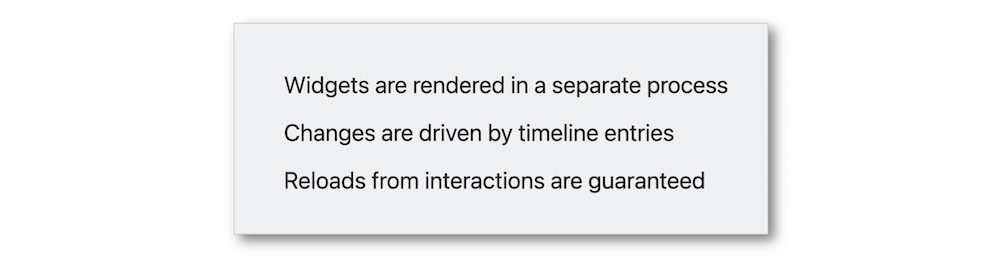 Widgets are rendered in a separate process
Changes are driven by timeline entries
Reloads from interactions are guaranteed